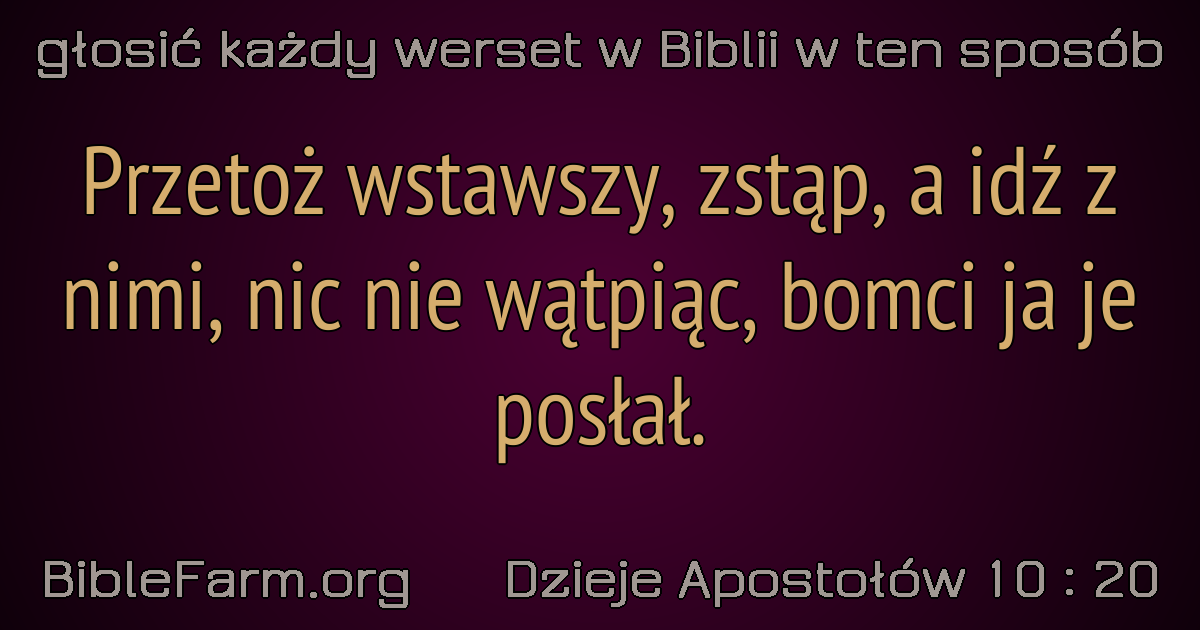 głosić każdy werset w Biblii w ten sposób
Przetoż wstawszy, zstąp, a idź z
nimi, nic nie wątpiąc, bomci ja je
posłał.
BibleFarm.org Dzieje Apostołów 10 : 20